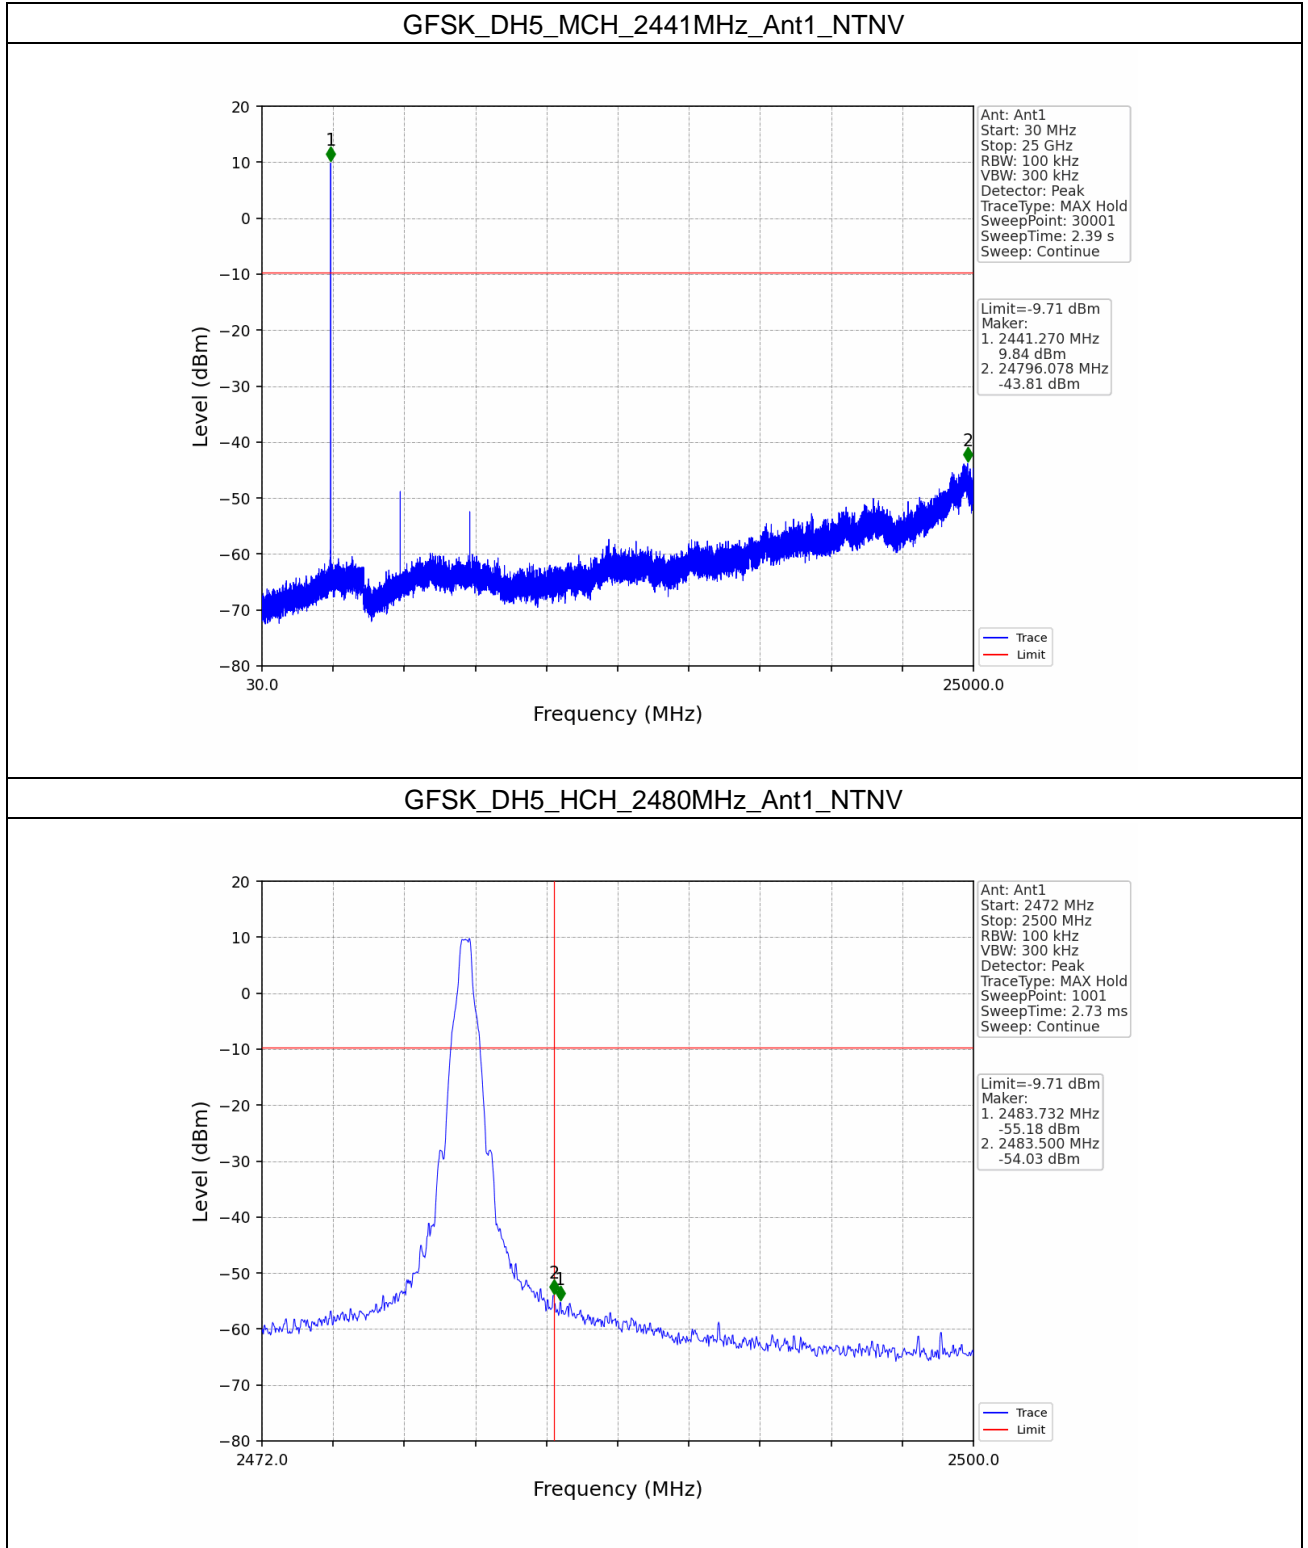 GFSK_DH5_MCH_2441MHz_Ant1_NTNV
20
10
0
−10
−20
−30
−40
−50
−60
−70
−80
Level (dBm)
1
2
30.0
25000.0
Frequency (MHz)
Ant: Ant1
Start: 30 MHz
Stop: 25 GHz
RBW: 100 kHz
VBW: 300 kHz
Detector: Peak
TraceType: MAX Hold
SweepPoint: 30001
SweepTime: 2.39 s
Sweep: Continue
Limit=-9.71 dBm
Maker:
1. 2441.270 MHz
9.84 dBm
2. 24796.078 MHz
-43.81 dBm
Trace
Limit
GFSK_DH5_HCH_2480MHz_Ant1_NTNV
20
10
0
−10
−20
−30
−40
−50
−60
−70
−80
Level (dBm)
2
1
2472.0
2500.0
Frequency (MHz)
Ant: Ant1
Start: 2472 MHz
Stop: 2500 MHz
RBW: 100 kHz
VBW: 300 kHz
Detector: Peak
TraceType: MAX Hold
SweepPoint: 1001
SweepTime: 2.73 ms
Sweep: Continue
Limit=-9.71 dBm
Maker:
1. 2483.732 MHz
-55.18 dBm
2. 2483.500 MHz
-54.03 dBm
Trace
Limit